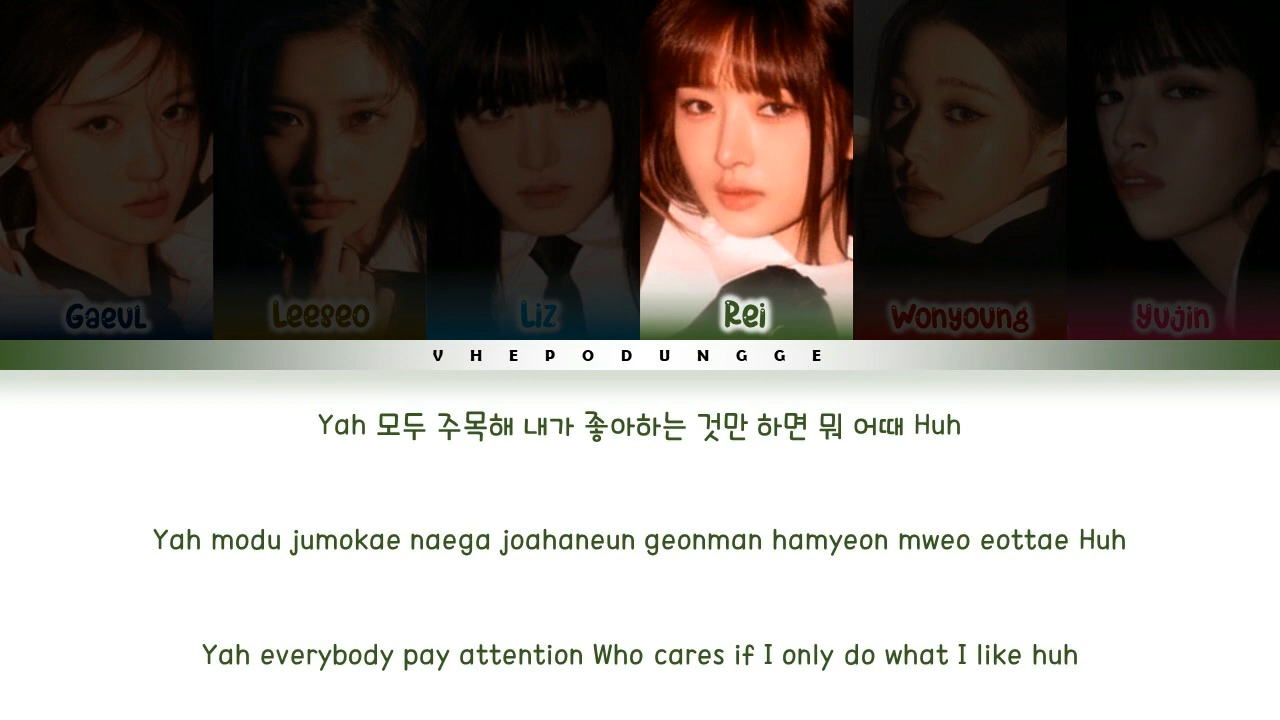 Gaeul Leeseo Liz Rei Wonyoung Yujin
VHEPODUNGGE
Yah 모두 주목해 내가 좋아하는 것만 하면 뭐 어때 Huh
Yah modu jumokae naega joahaneun geonman hamyeon mweo eottae Huh
Yah everybody pay attention Who cares if I only do what I like huh